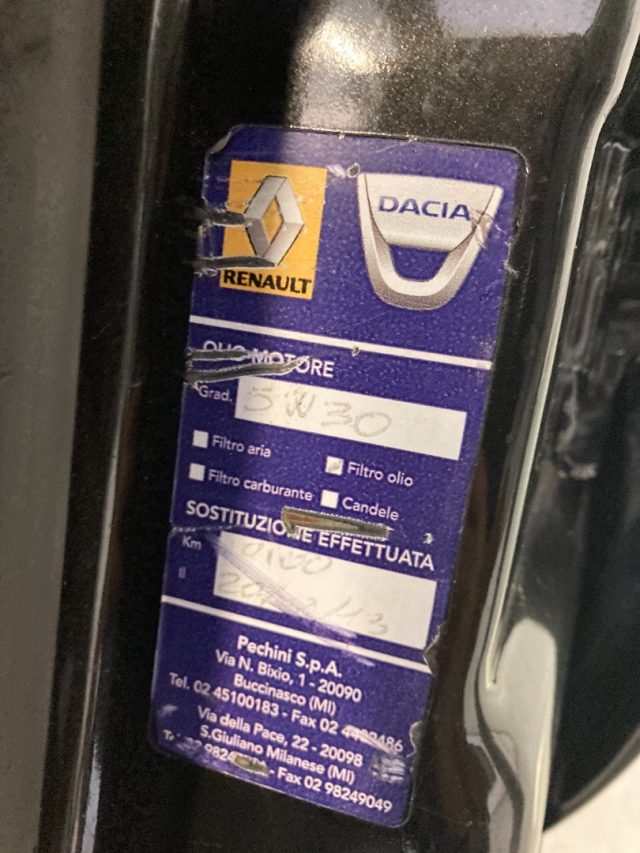 RENAULT
DACIA
OLIO MOTORE
Grad. 5W30
Filtro aria
Filtro olio
Filtro carburante
Candele
SOSTITUZIONE EFFETTUATA
Km
Il
Pechini S.p.A.
Via N. Bixio, 1 - 20090
Buccinasco (MI)
Tel. 02 45100183 - Fax 02
Via della Pace, 22 - 20098
S.Giuliano Milanese (MI)
- Fax 02 98249049